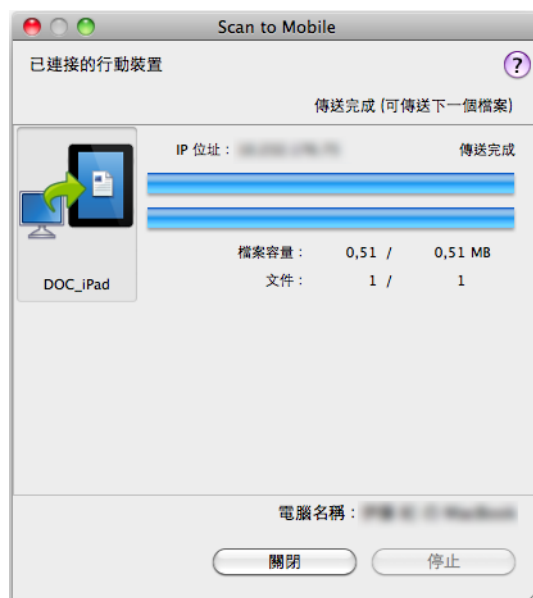 Scan to Mobile
已連接的行動裝置
?
傳送完成 (可傳送下一個檔案)
IP 位址： 傳送完成
檔案容量： 0,51 / 0,51 MB
DOC_iPad
文件： 1 / 1
電腦名稱：
關閉 停止